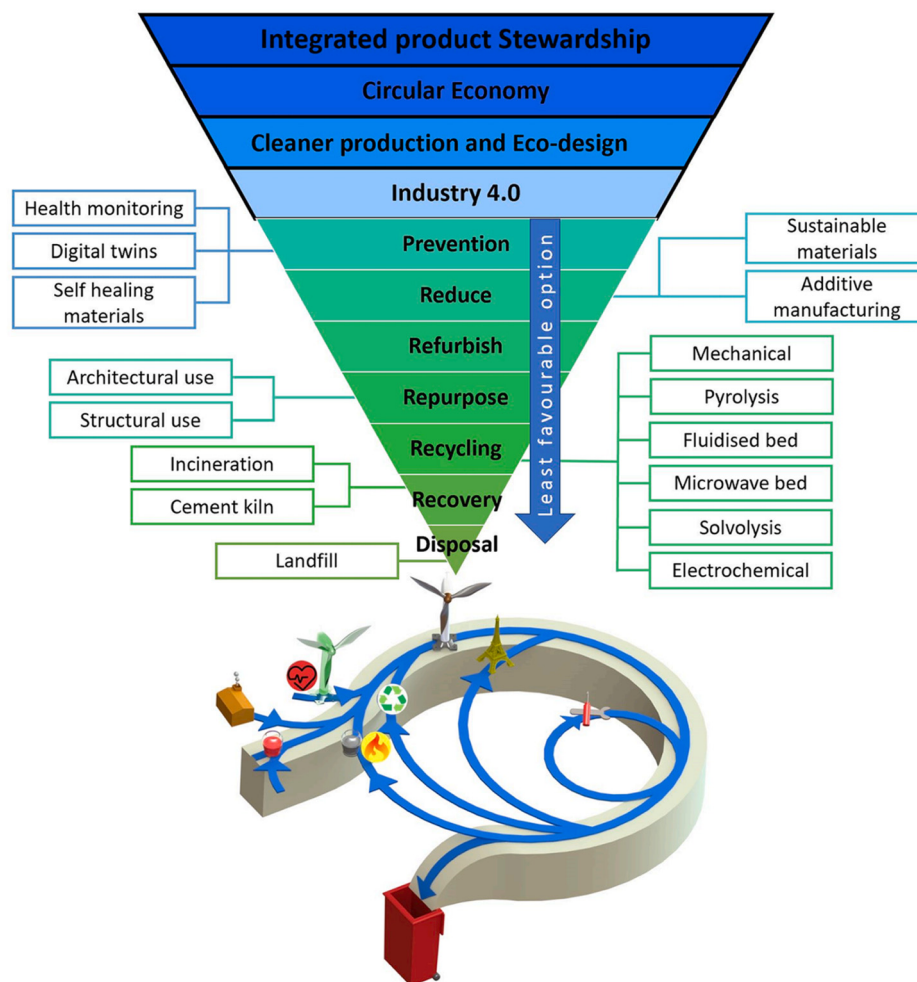 Integrated product Stewardship
Circular Economy
Cleaner production and Eco-design
Industry 4.0
Health monitoring
Digital twins
Self healing
materials
Prevention
Reduce
Refurbish
Repurpose
Recycling
Recovery
Disposal
Least favourable option
Sustainable
materials
Additive
manufacturing
Architectural use
Structural use
Incineration
Cement kiln
Landfill
Mechanical
Pyrolysis
Fluidised bed
Microwave bed
Solvolysis
Electrochemical